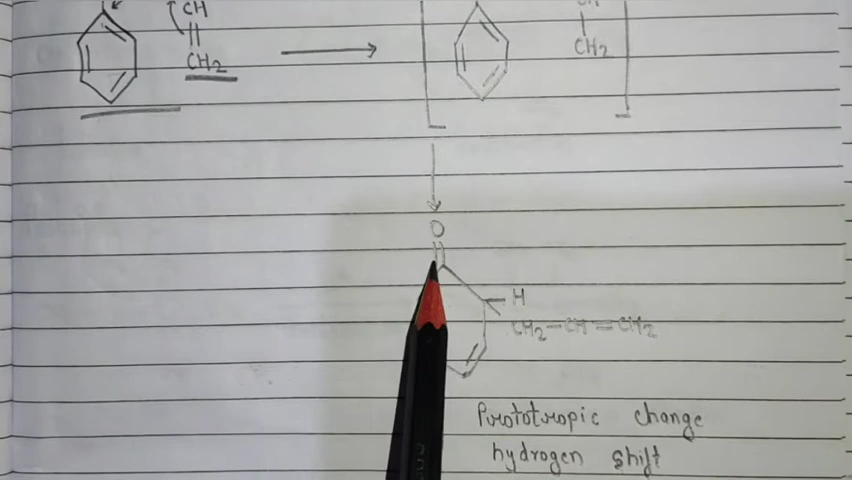 CH
CH2
CH2
O
H
CH2-CH=CH2
Prototropic change
hydrogen shift